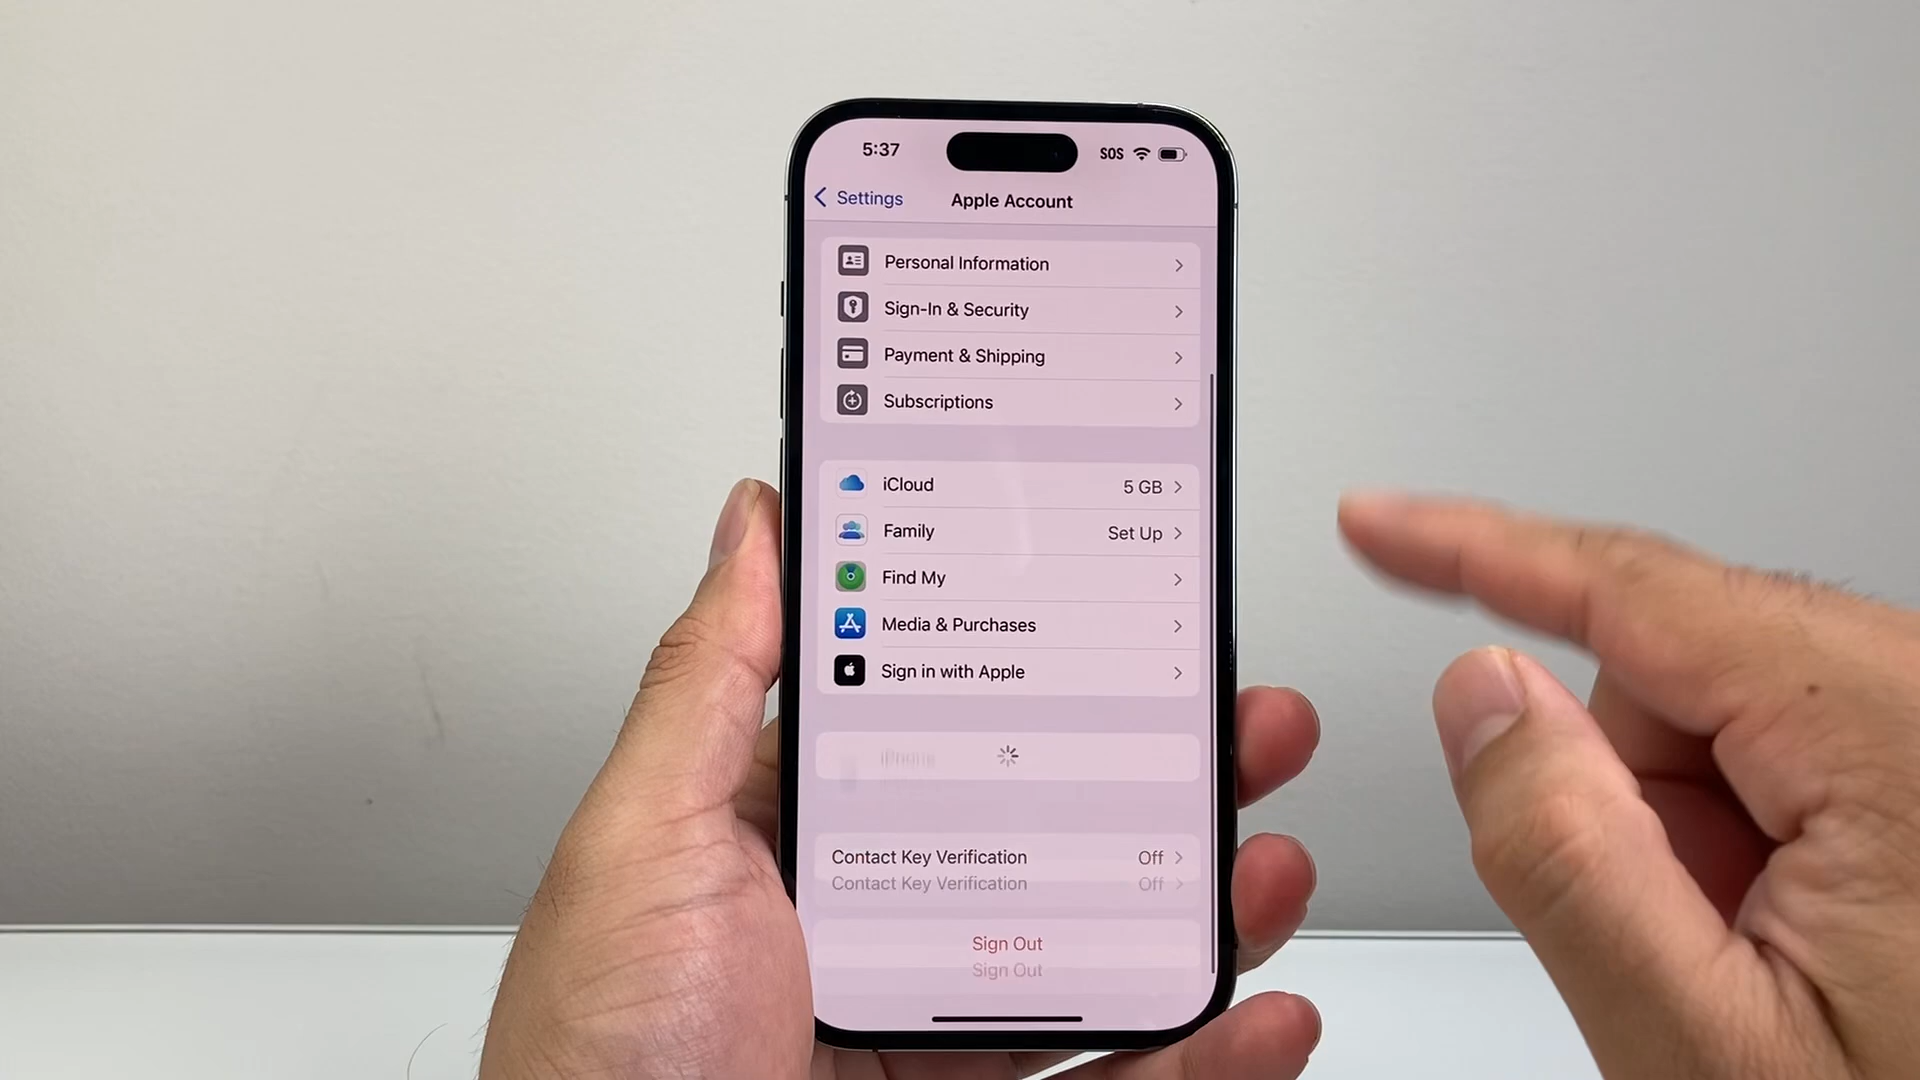 5:37
SOS
Settings
Apple Account
Personal Information
Sign-In & Security
Payment & Shipping
Subscriptions
iCloud 5 GB
Family Set Up
Find My
Media & Purchases
Sign in with Apple
iPhone
Contact Key Verification Off
Contact Key Verification Off
Sign Out
Sign Out